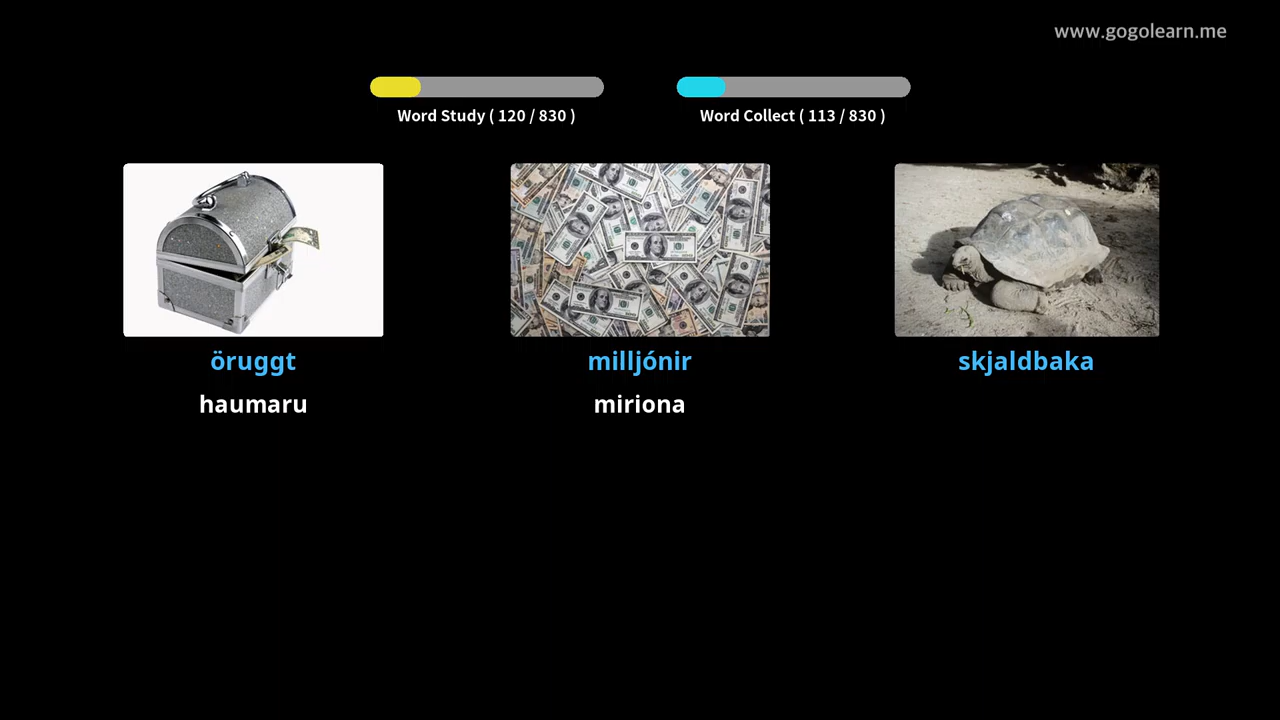 www.gogolearn.me
Word Study ( 120 / 830 )
Word Collect ( 113 / 830 )
öruggt
milljónir
skjaldbaka
haumaru
miriona